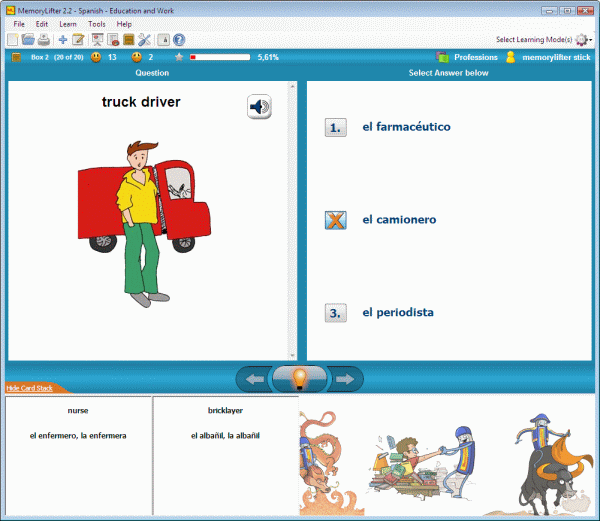 MemoryLifter 2.2 - Spanish - Education and Work
File Edit Learn Tools Help
Select Learning Mode(s)
Box 2 (20 of 20) 13 2 5,61% Professions memorylifter stick
Question
Select Answer below
truck driver
1. el farmacéutico
el camionero
3. el periodista
Hide Card Stack
nurse
el enfermero, la enfermera
bricklayer
el albañil, la albañil